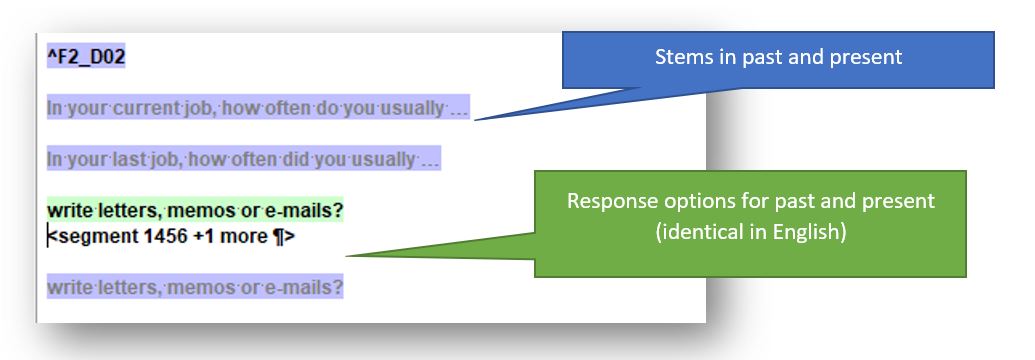 ^F2_D02
In your current job, how often do you usually ...
In your last job, how often did you usually ...
write letters, memos or e-mails?
<segment 1456 +1 more ¶>
write letters, memos or e-mails?
Stems in past and present
Response options for past and present
(identical in English)